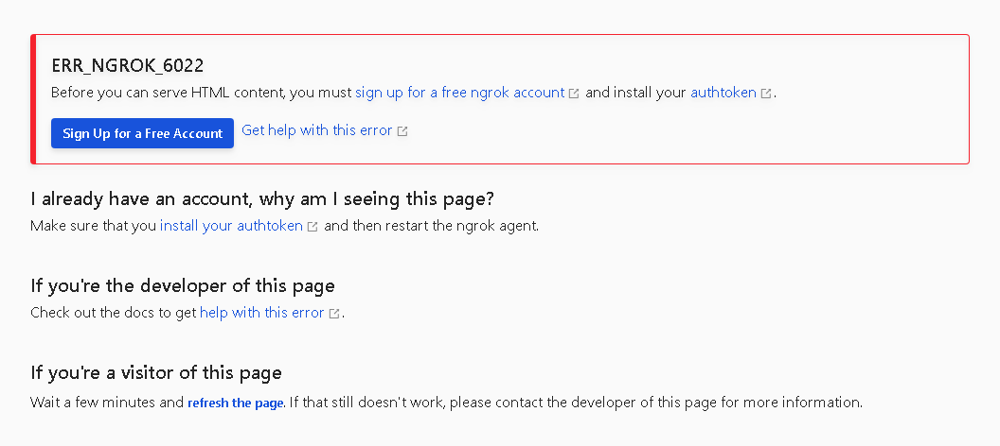 ERR_NGROK_6022
Before you can serve HTML content, you must sign up for a free ngrok account and install your authtoken.
Sign Up for a Free Account Get help with this error
I already have an account, why am I seeing this page?
Make sure that you install your authtoken and then restart the ngrok agent.
If you're the developer of this page
Check out the docs to get help with this error.
If you're a visitor of this page
Wait a few minutes and refresh the page. If that still doesn't work, please contact the developer of this page for more information.